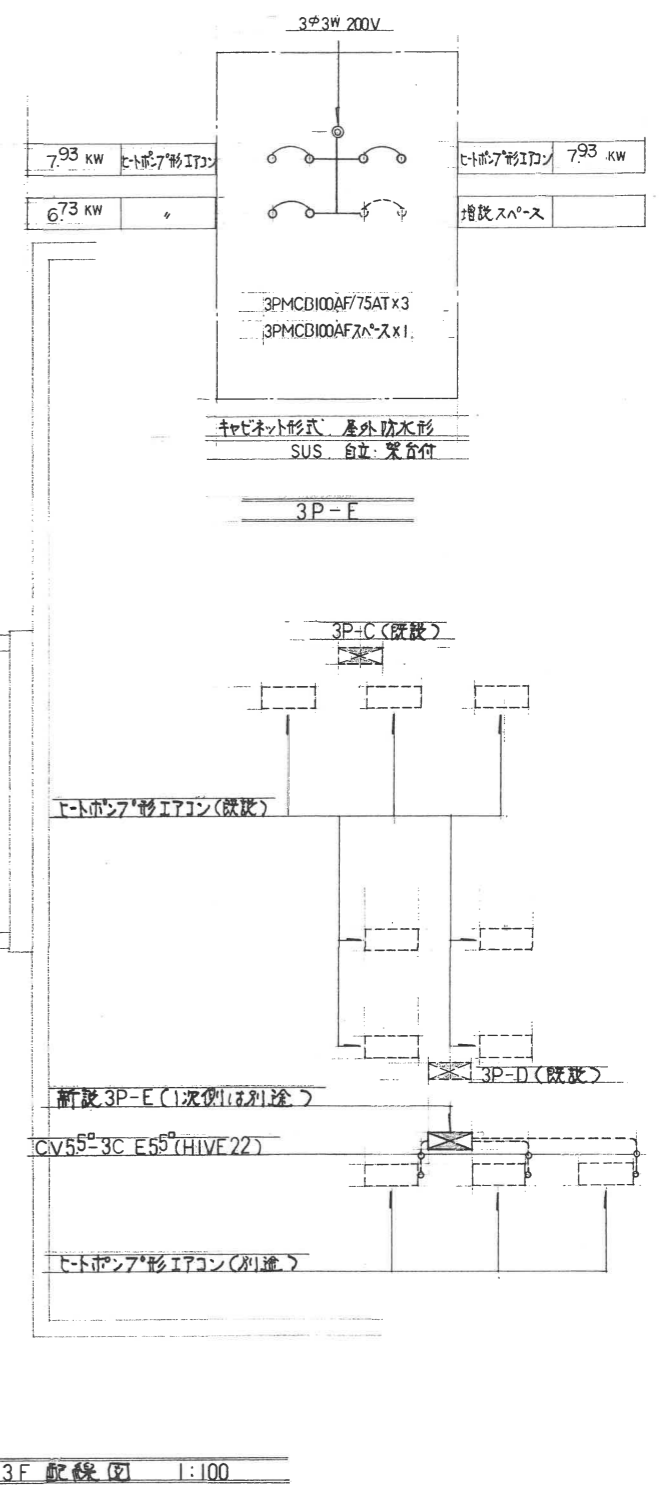 3φ3W 200V
7.93 KW ヒートポンプ形エアコン
ヒートポンプ形エアコン 7.93 KW
6.73 KW 〃
増設スペース
3PMCB100AF/75AT×3
3PMCB100AFスペース×1
キャビネット形式 屋外防水形
SUS 自立: 架台付
3P-E
3P-C (既設)
ヒートポンプ形エアコン(既設)
3P-D (既設)
新設3P-E (1次側は別途)
CV5.5□-3C E5.5□(HIVE22)
ヒートポンプ形エアコン(別途)
3F 配線図 1:100